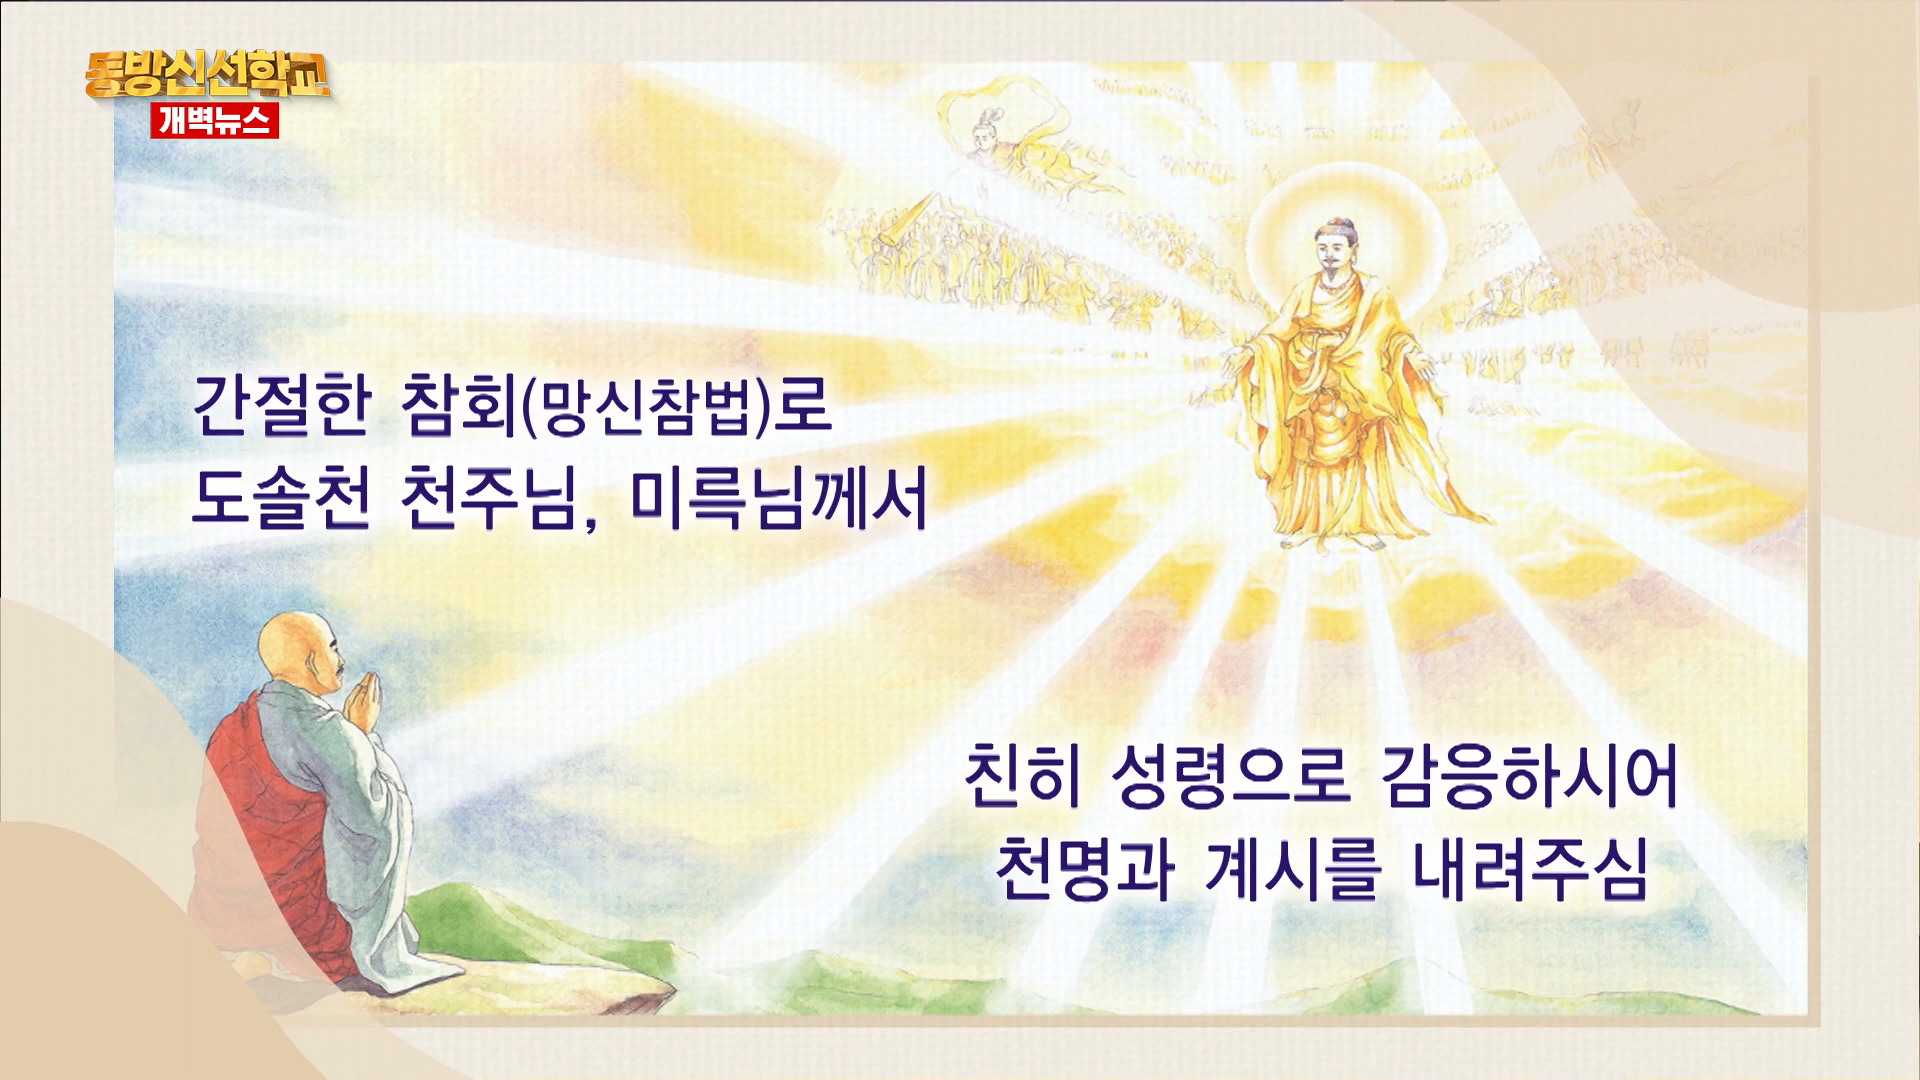 동방신선학교
개벽뉴스
간절한 참회(망신참법)로
도솔천 천주님, 미륵님께서
친히 성령으로 감응하시어
천명과 계시를 내려주심